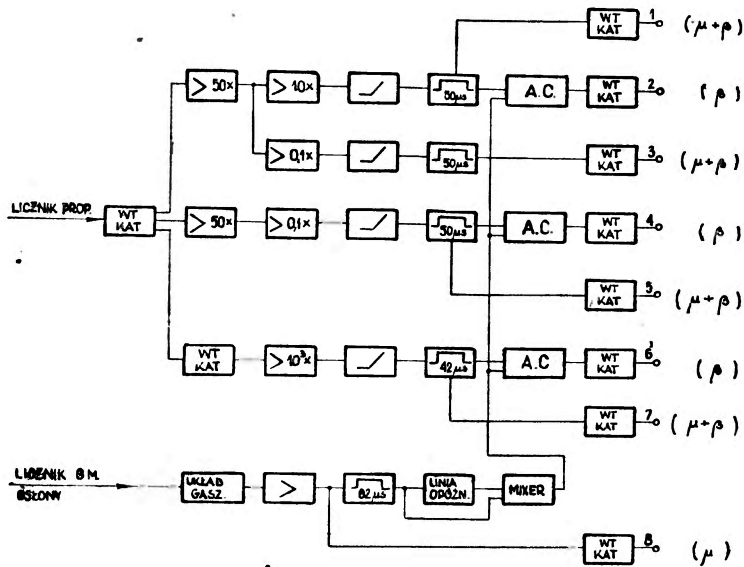 WT KAT 1 (μ+β)
> 50x > 10x 50μs A.C. WT KAT 2 (β)
> 0,1x 50μs WT KAT 3 (μ+β)
LICZNIK PROP. WT KAT > 50x > 0,1x 50μs A.C. WT KAT 4 (β)
WT KAT 5 (μ+β)
WT KAT > 10³x 42μs A.C WT KAT 6 (β)
WT KAT 7 (μ+β)
LICZNIK G M.
OSŁONY
UKŁAD GASZ. > 62μs LINIA OPÓŹN. MIXER
WT KAT 8 (μ)